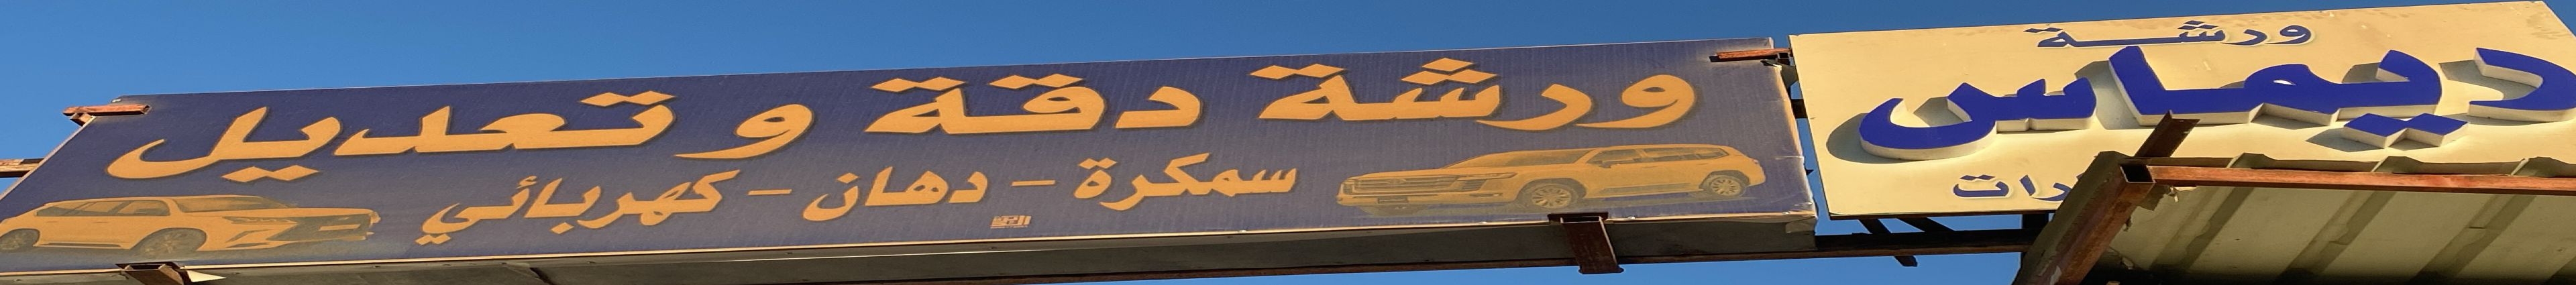 ورشة
ديماس
ورشة دقة و تعديل
سمكرة - دهان - كهربائي